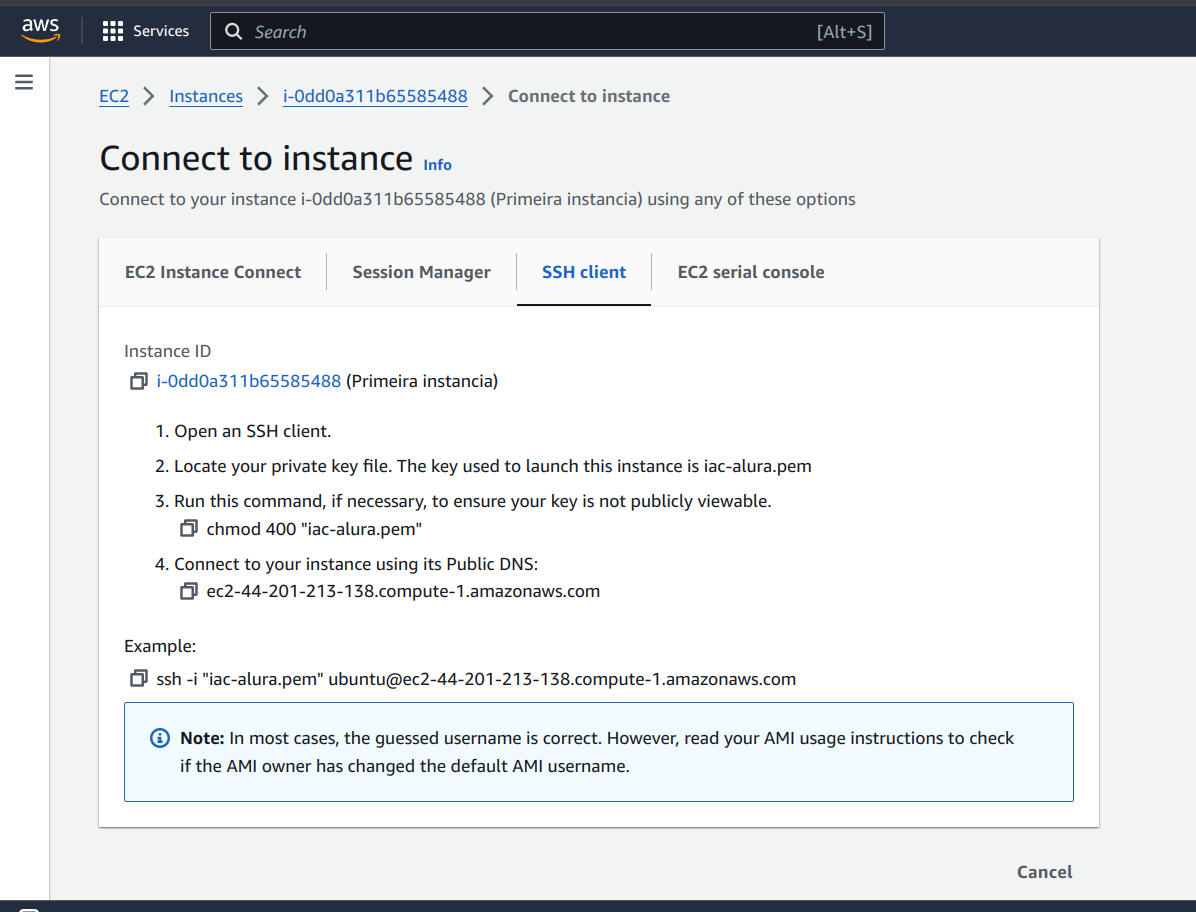 aws
Services
Search
[Alt+S]
EC2 > Instances > i-0dd0a311b65585488 > Connect to instance
Connect to instance Info
Connect to your instance i-0dd0a311b65585488 (Primeira instancia) using any of these options
EC2 Instance Connect
Session Manager
SSH client
EC2 serial console
Instance ID
i-0dd0a311b65585488 (Primeira instancia)
1. Open an SSH client.
2. Locate your private key file. The key used to launch this instance is iac-alura.pem
3. Run this command, if necessary, to ensure your key is not publicly viewable.
chmod 400 "iac-alura.pem"
4. Connect to your instance using its Public DNS:
ec2-44-201-213-138.compute-1.amazonaws.com
Example:
ssh -i "iac-alura.pem" ubuntu@ec2-44-201-213-138.compute-1.amazonaws.com
Note: In most cases, the guessed username is correct. However, read your AMI usage instructions to check
if the AMI owner has changed the default AMI username.
Cancel